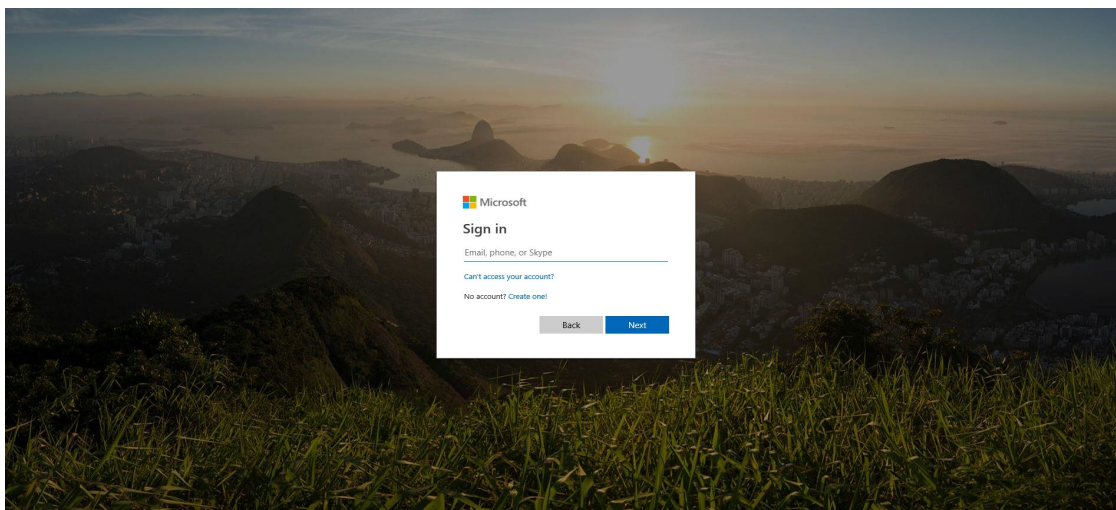 Microsoft
Sign in
Email, phone, or Skype
Can't access your account?
No account? Create one!
Back Next